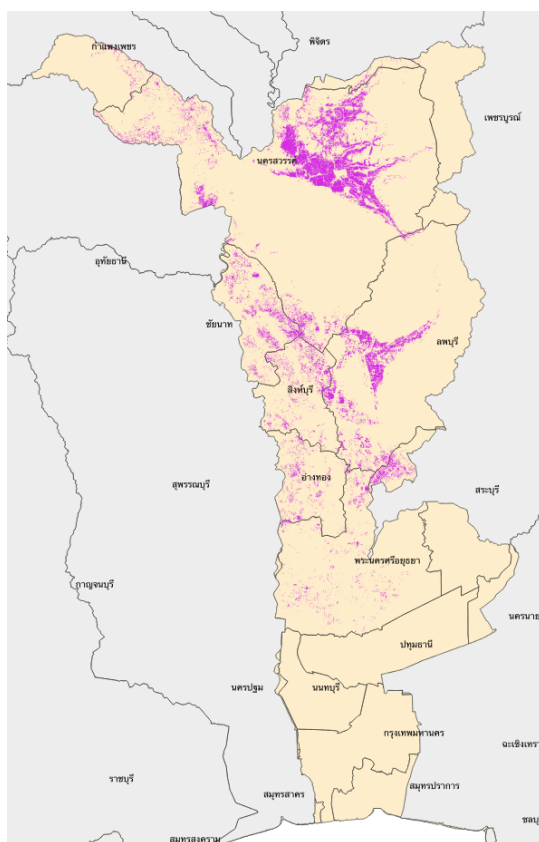 กำแพงเพชร
พิจิตร
เพชรบูรณ์
นครสวรรค์
อุทัยธานี
ชัยนาท
ลพบุรี
สิงห์บุรี
อ่างทอง
สุพรรณบุรี
สระบุรี
พระนครศรีอยุธยา
กาญจนบุรี
นครนาย
ปทุมธานี
นครปฐม
นนทบุรี
กรุงเทพมหานคร
ฉะเชิงเทรา
ราชบุรี
สมุทรปราการ
สมุทรสาคร
ชลบุ
สมุทรสงคราม